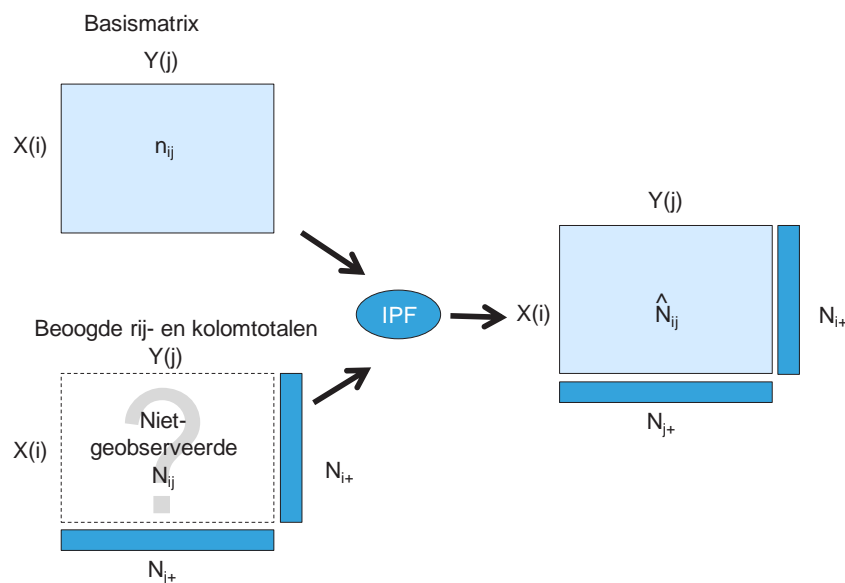 Basismatrix
Y(j)
X(i)
nij
Beoogde rij- en kolomtotalen
Y(j)
X(i)
?
Niet-
geobserveerde
Nij
Ni+
Nj+
IPF
Y(j)
X(i)
N̂ij
Ni+
Nj+